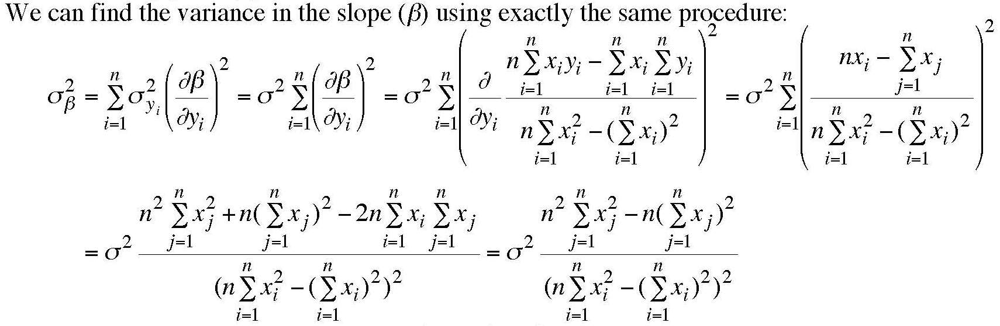 We can find the variance in the slope (β) using exactly the same procedure:
$\sigma_{\beta}^{2} = \sum_{i=1}^{n} \sigma_{y_i}^{2} \left( \frac{\partial \beta}{\partial y_i} \right)^{2} = \sigma^{2} \sum_{i=1}^{n} \left( \frac{\partial \beta}{\partial y_i} \right)^{2} = \sigma^{2} \sum_{i=1}^{n} \left( \frac{\partial}{\partial y_i} \frac{n \sum_{i=1}^{n} x_i y_i - \sum_{i=1}^{n} x_i \sum_{i=1}^{n} y_i}{n \sum_{i=1}^{n} x_i^{2} - (\sum_{i=1}^{n} x_i)^{2}} \right)^{2} = \sigma^{2} \sum_{i=1}^{n} \left( \frac{n x_i - \sum_{j=1}^{n} x_j}{n \sum_{i=1}^{n} x_i^{2} - (\sum_{i=1}^{n} x_i)^{2}} \right)^{2}$
$= \sigma^{2} \frac{n^{2} \sum_{j=1}^{n} x_j^{2} + n (\sum_{j=1}^{n} x_j)^{2} - 2n \sum_{i=1}^{n} x_i \sum_{j=1}^{n} x_j}{(n \sum_{i=1}^{n} x_i^{2} - (\sum_{i=1}^{n} x_i)^{2})^{2}} = \sigma^{2} \frac{n^{2} \sum_{j=1}^{n} x_j^{2} - n (\sum_{j=1}^{n} x_j)^{2}}{(n \sum_{i=1}^{n} x_i^{2} - (\sum_{i=1}^{n} x_i)^{2})^{2}}$